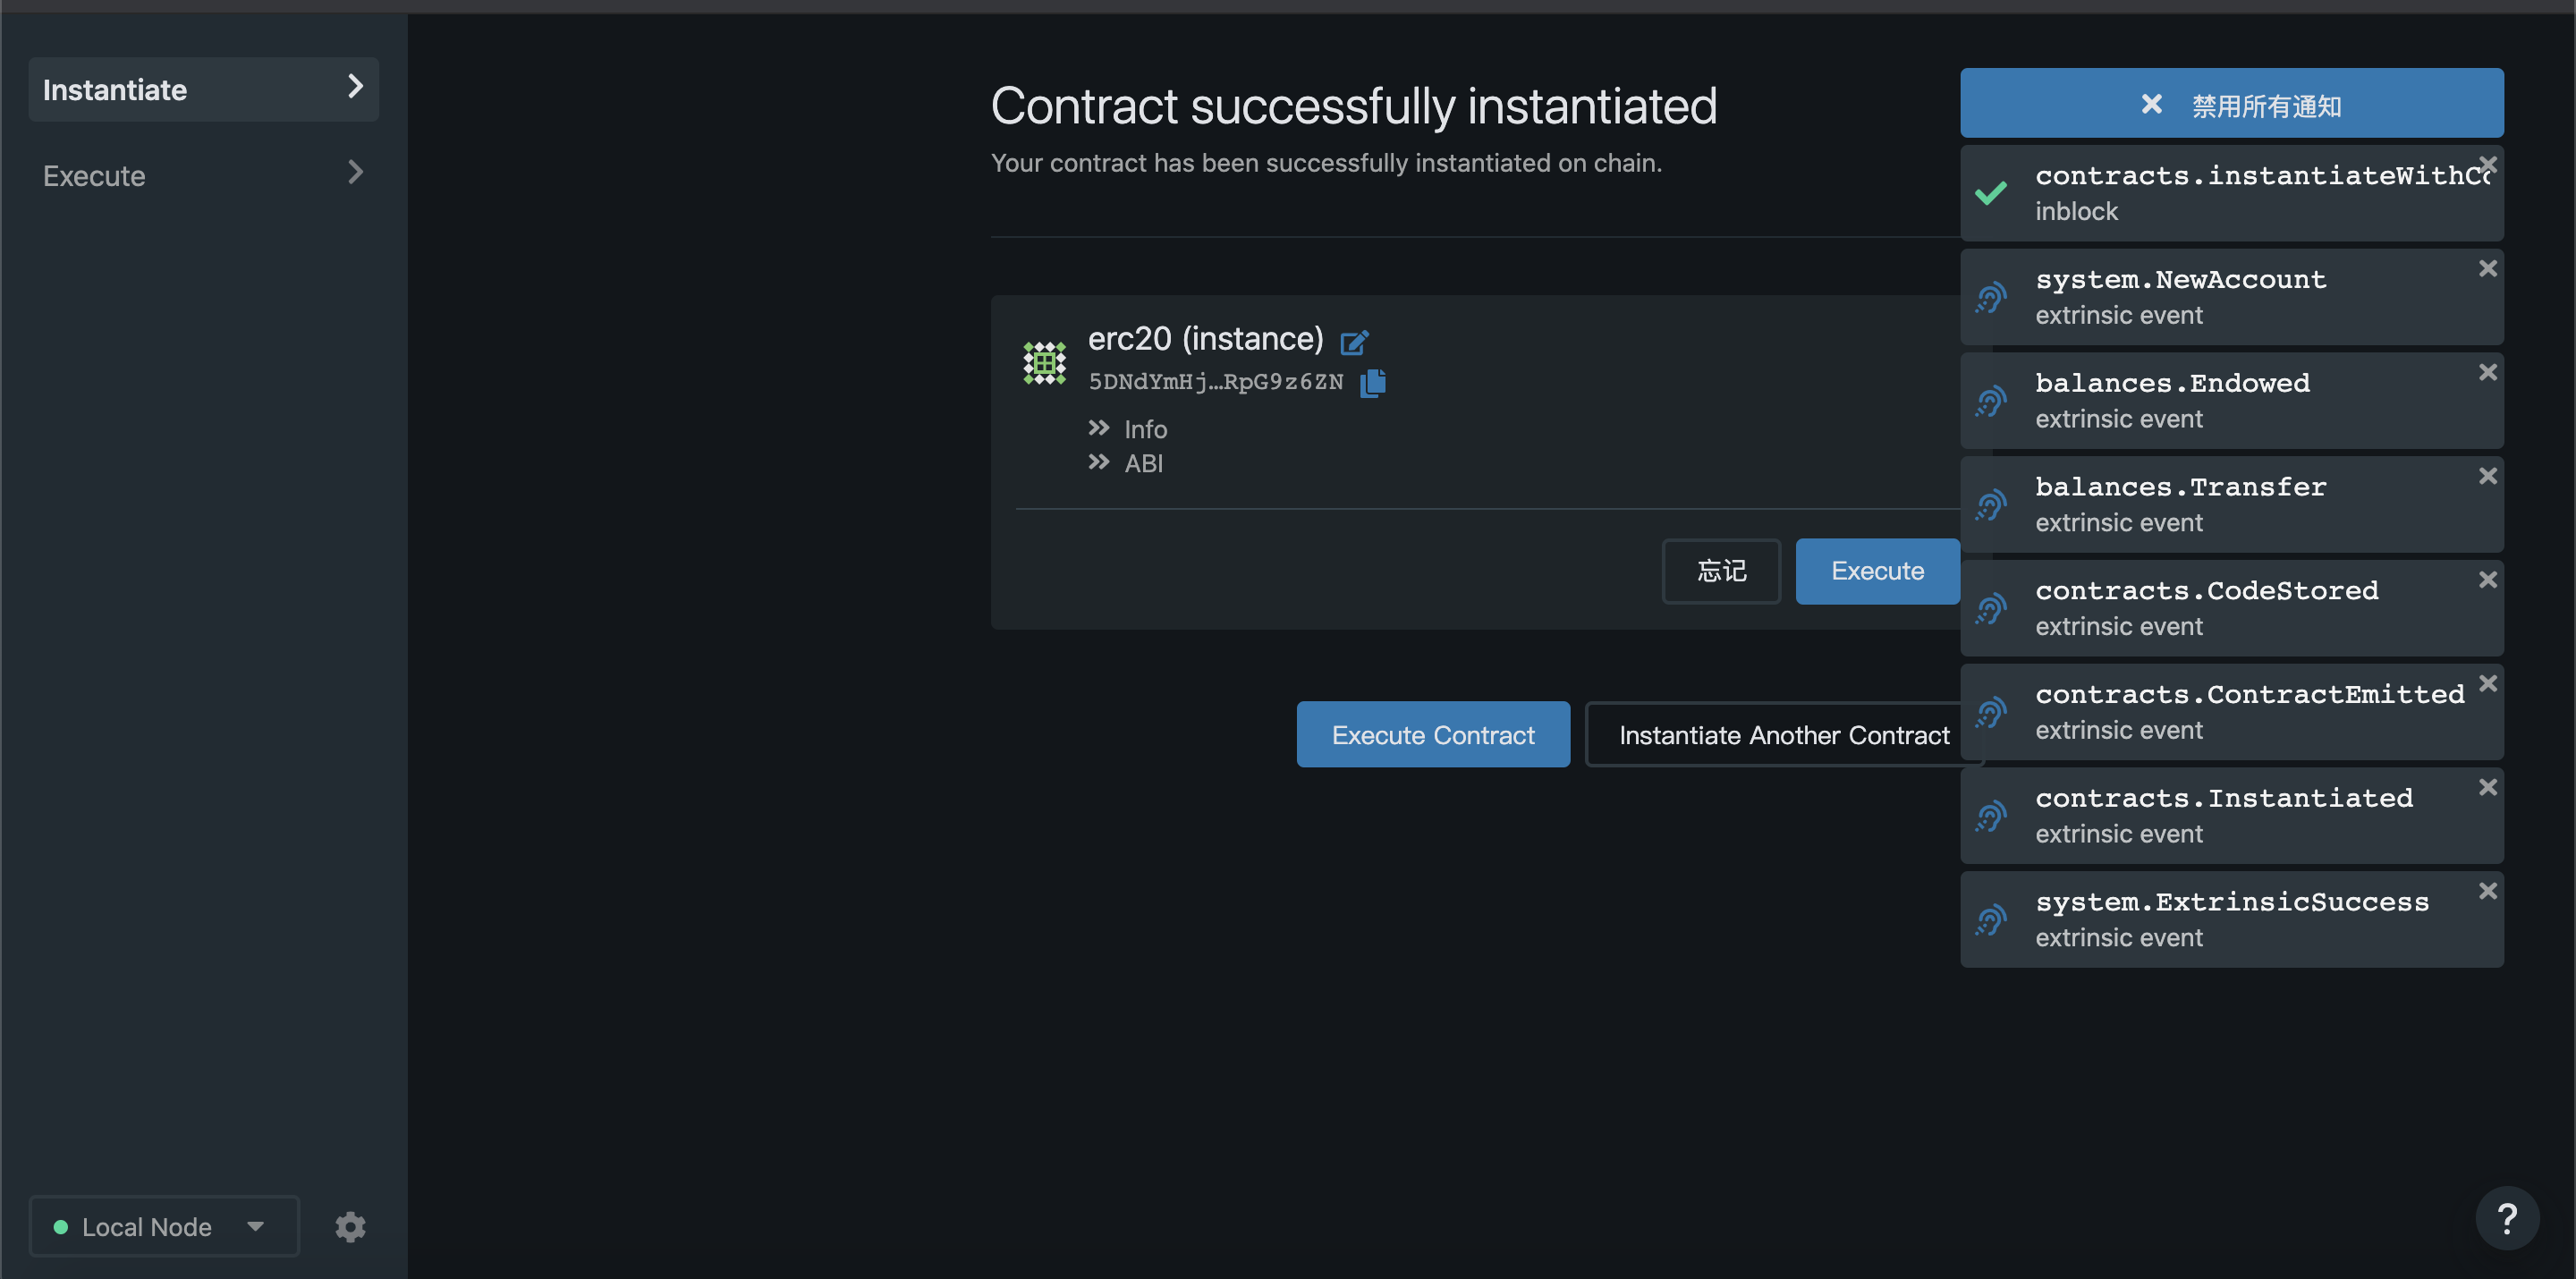 Instantiate
Execute
Contract successfully instantiated
Your contract has been successfully instantiated on chain.
erc20 (instance)
5DNdYmHj…RpG9z6ZN
Info
ABI
忘记
Execute
Execute Contract
Instantiate Another Contract
禁用所有通知
contracts.instantiateWithCo
inblock
system.NewAccount
extrinsic event
balances.Endowed
extrinsic event
balances.Transfer
extrinsic event
contracts.CodeStored
extrinsic event
contracts.ContractEmitted
extrinsic event
contracts.Instantiated
extrinsic event
system.ExtrinsicSuccess
extrinsic event
Local Node
?